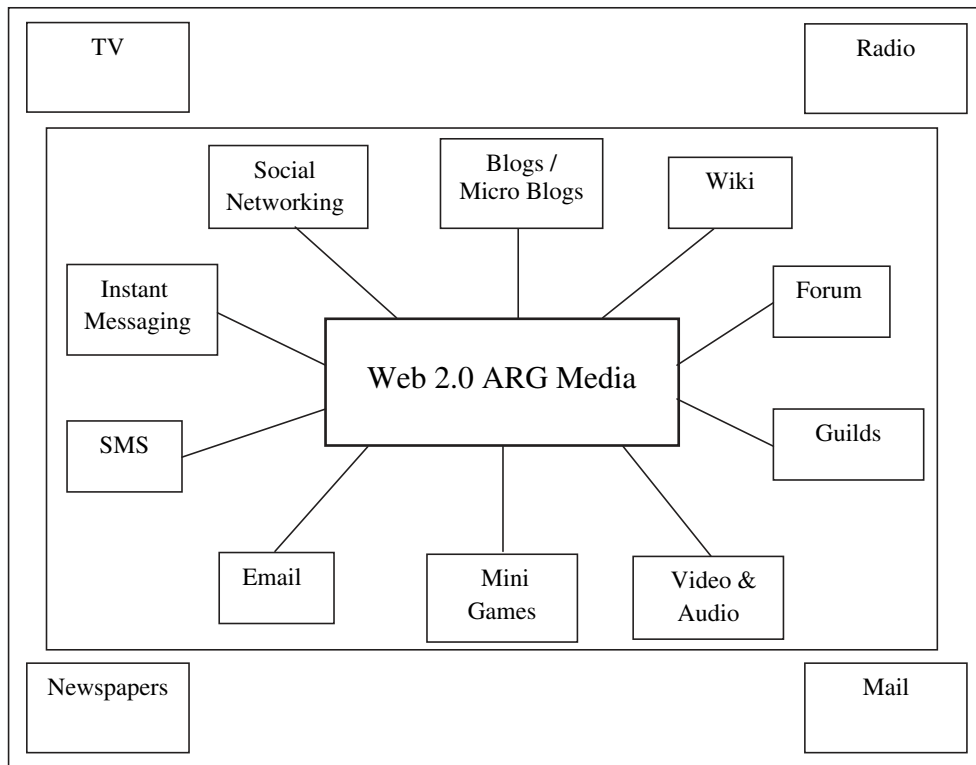 TV
Radio
Social
Networking
Blogs /
Micro Blogs
Wiki
Instant
Messaging
Forum
Web 2.0 ARG Media
SMS
Guilds
Email
Mini
Games
Video &
Audio
Newspapers
Mail